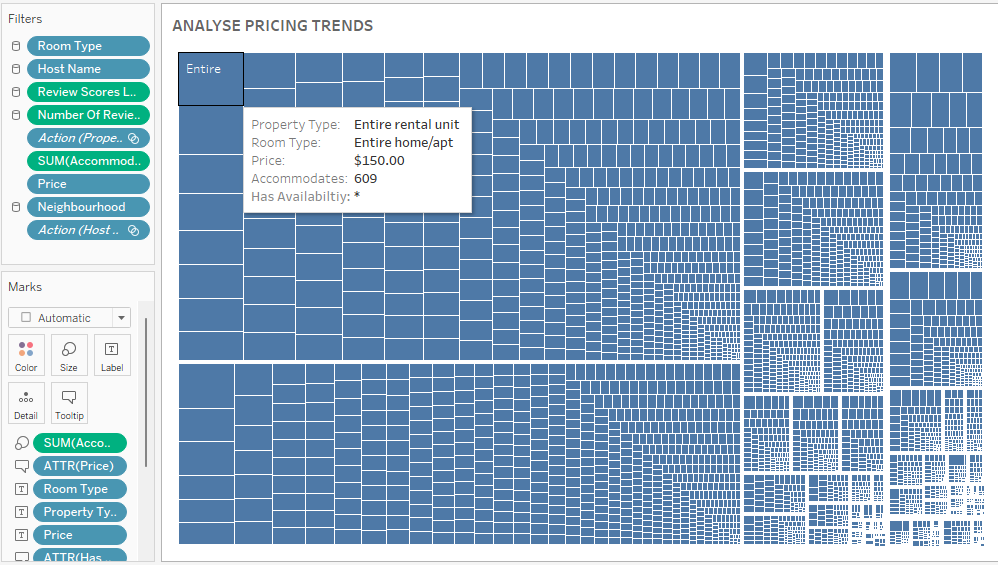 Filters
Room Type
Host Name
Review Scores L...
Number Of Revie..
Action (Prope..
SUM(Accommod..
Price
Neighbourhood
Action (Host ..
Marks
Automatic
Color
Size
Label
Detail
Tooltip
SUM(Acco..
ATTR(Price)
Room Type
Property Ty..
Price
ATTR(Has
ANALYSE PRICING TRENDS
Entire
Property Type: Entire rental unit
Room Type: Entire home/apt
Price: $150.00
Accommodates: 609
Has Availabiltiy: *